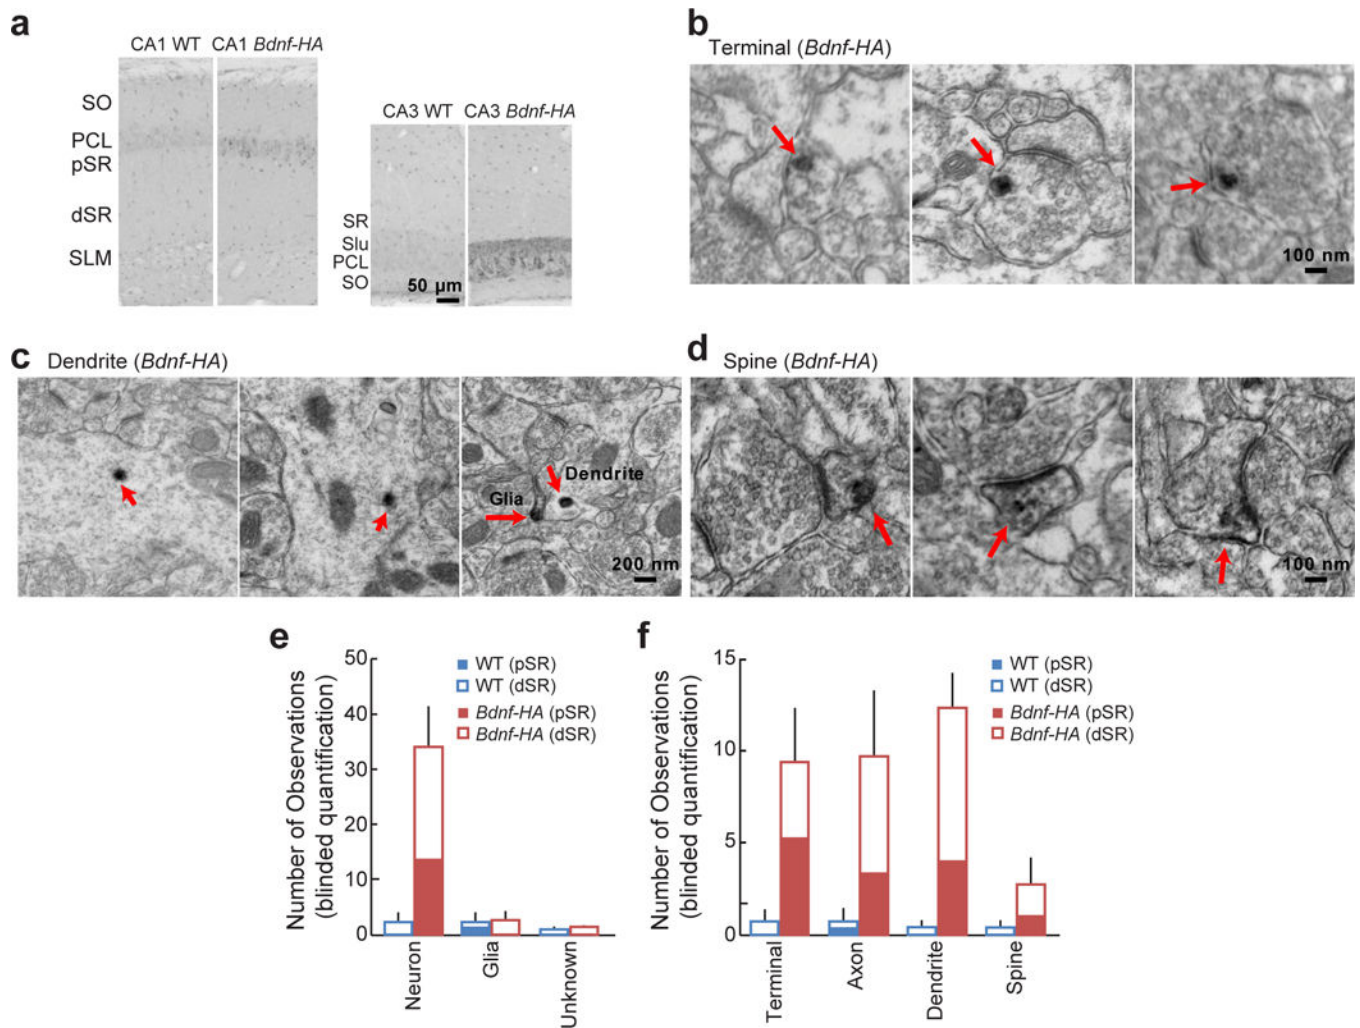 a
CA1 WT CA1 Bdnf-HA
SO
PCL
pSR
dSR
SLM
CA3 WT CA3 Bdnf-HA
SR
Slu
PCL
SO
50 µm
b
Terminal (Bdnf-HA)
100 nm
c
Dendrite (Bdnf-HA)
Dendrite
Glia
200 nm
d
Spine (Bdnf-HA)
100 nm
e
Number of Observations
(blinded quantification)
50
40
30
20
10
0
WT (pSR)
WT (dSR)
Bdnf-HA (pSR)
Bdnf-HA (dSR)
Neuron
Glia
Unknown
f
Number of Observations
(blinded quantification)
15
10
5
0
WT (pSR)
WT (dSR)
Bdnf-HA (pSR)
Bdnf-HA (dSR)
Terminal
Axon
Dendrite
Spine